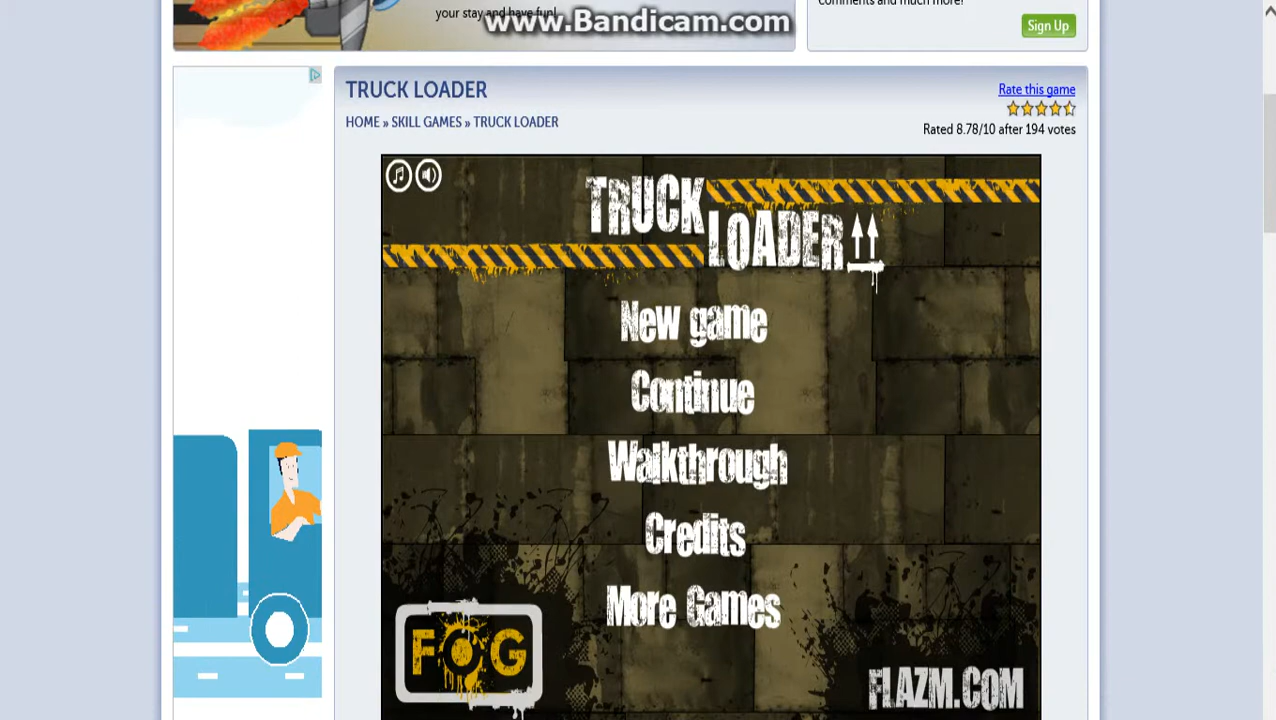 your stay and have fun!
www.Bandicam.com
Comments and much more!
Sign Up
TRUCK LOADER
Rate this game
HOME » SKILL GAMES » TRUCK LOADER
Rated 8.78/10 after 194 votes
TRUCK
LOADER
New game
Continue
Walkthrough
Credits
More Games
FOG
FLAZM.COM